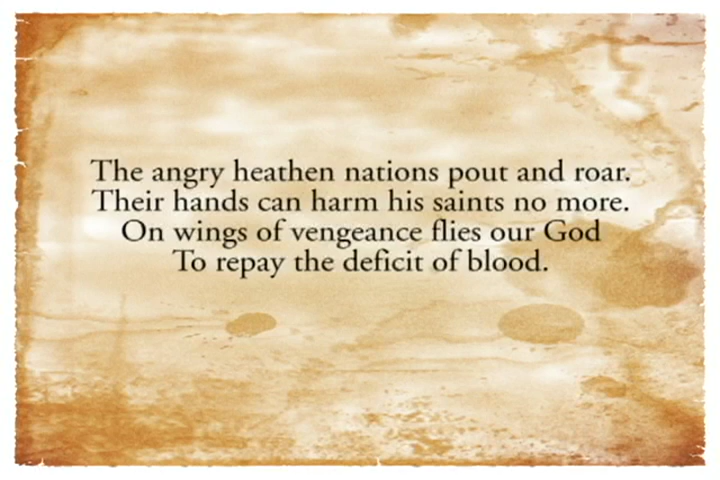 The angry heathen nations pout and roar.
Their hands can harm his saints no more.
On wings of vengeance flies our God
To repay the deficit of blood.